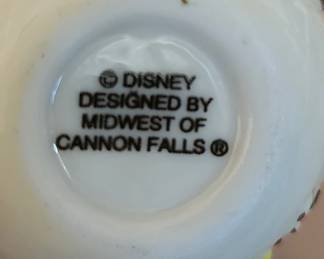 © DISNEY
DESIGNED BY
MIDWEST OF
CANNON FALLS ®